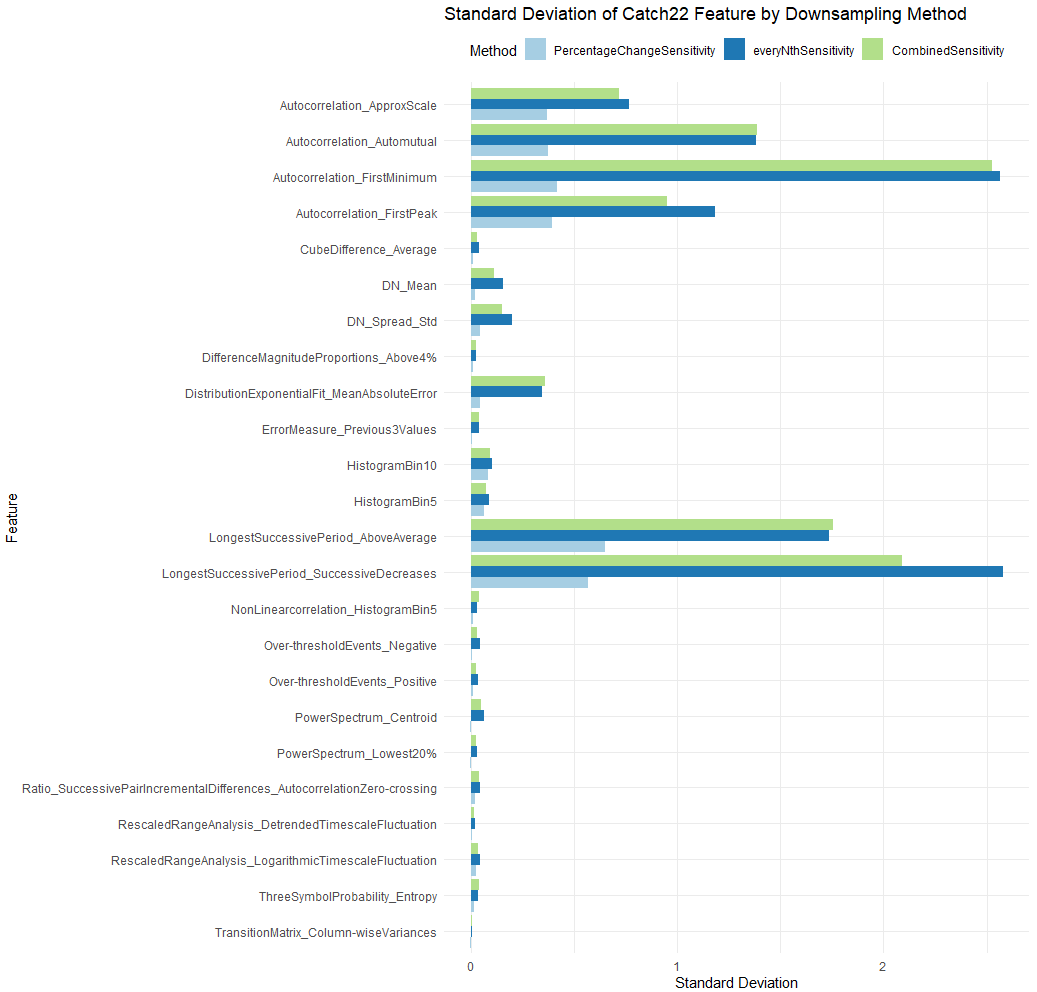 Standard Deviation of Catch22 Feature by Downsampling Method
Method PercentageChangeSensitivity everyNthSensitivity CombinedSensitivity
Autocorrelation_ApproxScale
Autocorrelation_Automutual
Autocorrelation_FirstMinimum
Autocorrelation_FirstPeak
CubeDifference_Average
DN_Mean
DN_Spread_Std
DifferenceMagnitudeProportions_Above4%
DistributionExponentialFit_MeanAbsoluteError
ErrorMeasure_Previous3Values
HistogramBin10
HistogramBin5
LongestSuccessivePeriod_AboveAverage
LongestSuccessivePeriod_SuccessiveDecreases
NonLinearcorrelation_HistogramBin5
Over-thresholdEvents_Negative
Over-thresholdEvents_Positive
PowerSpectrum_Centroid
PowerSpectrum_Lowest20%
Ratio_SuccessivePairIncrementalDifferences_AutocorrelationZero-crossing
RescaledRangeAnalysis_DetrendedTimescaleFluctuation
RescaledRangeAnalysis_LogarithmicTimescaleFluctuation
ThreeSymbolProbability_Entropy
TransitionMatrix_Column-wiseVariances
Feature
0 1 2
Standard Deviation